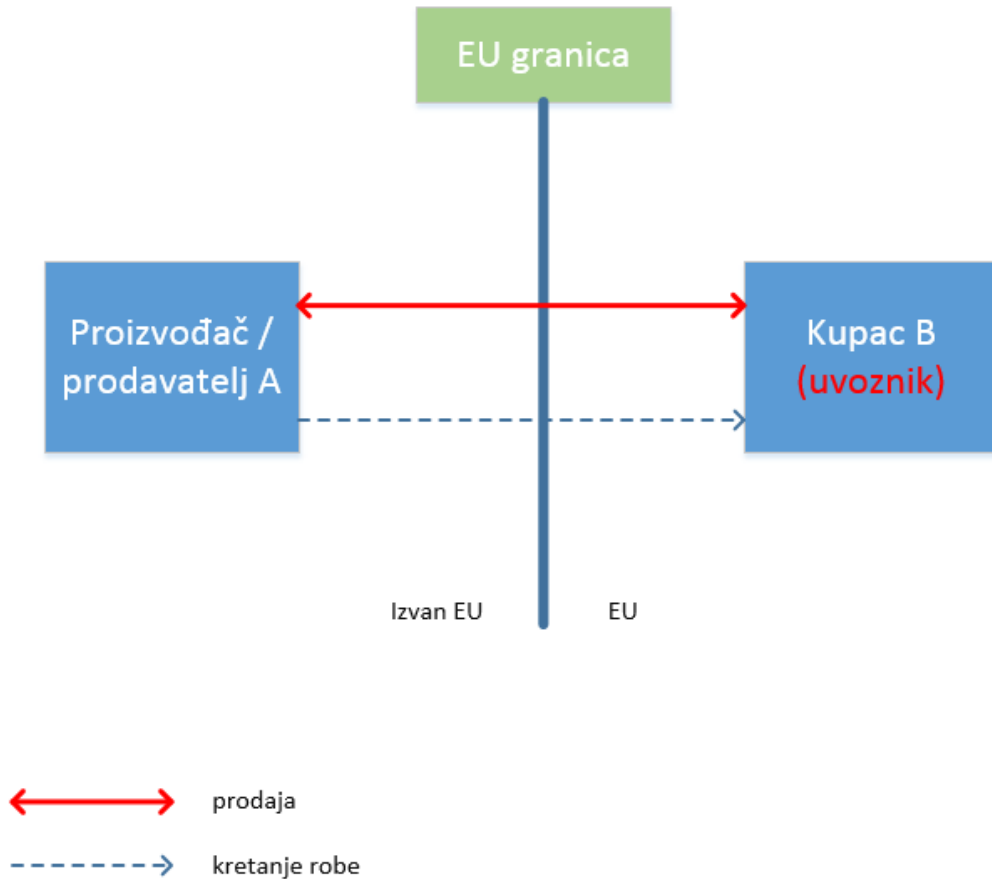 EU granica
Proizvođač /
prodavatelj A
Kupac B
(uvoznik)
Izvan EU
EU
prodaja
kretanje robe